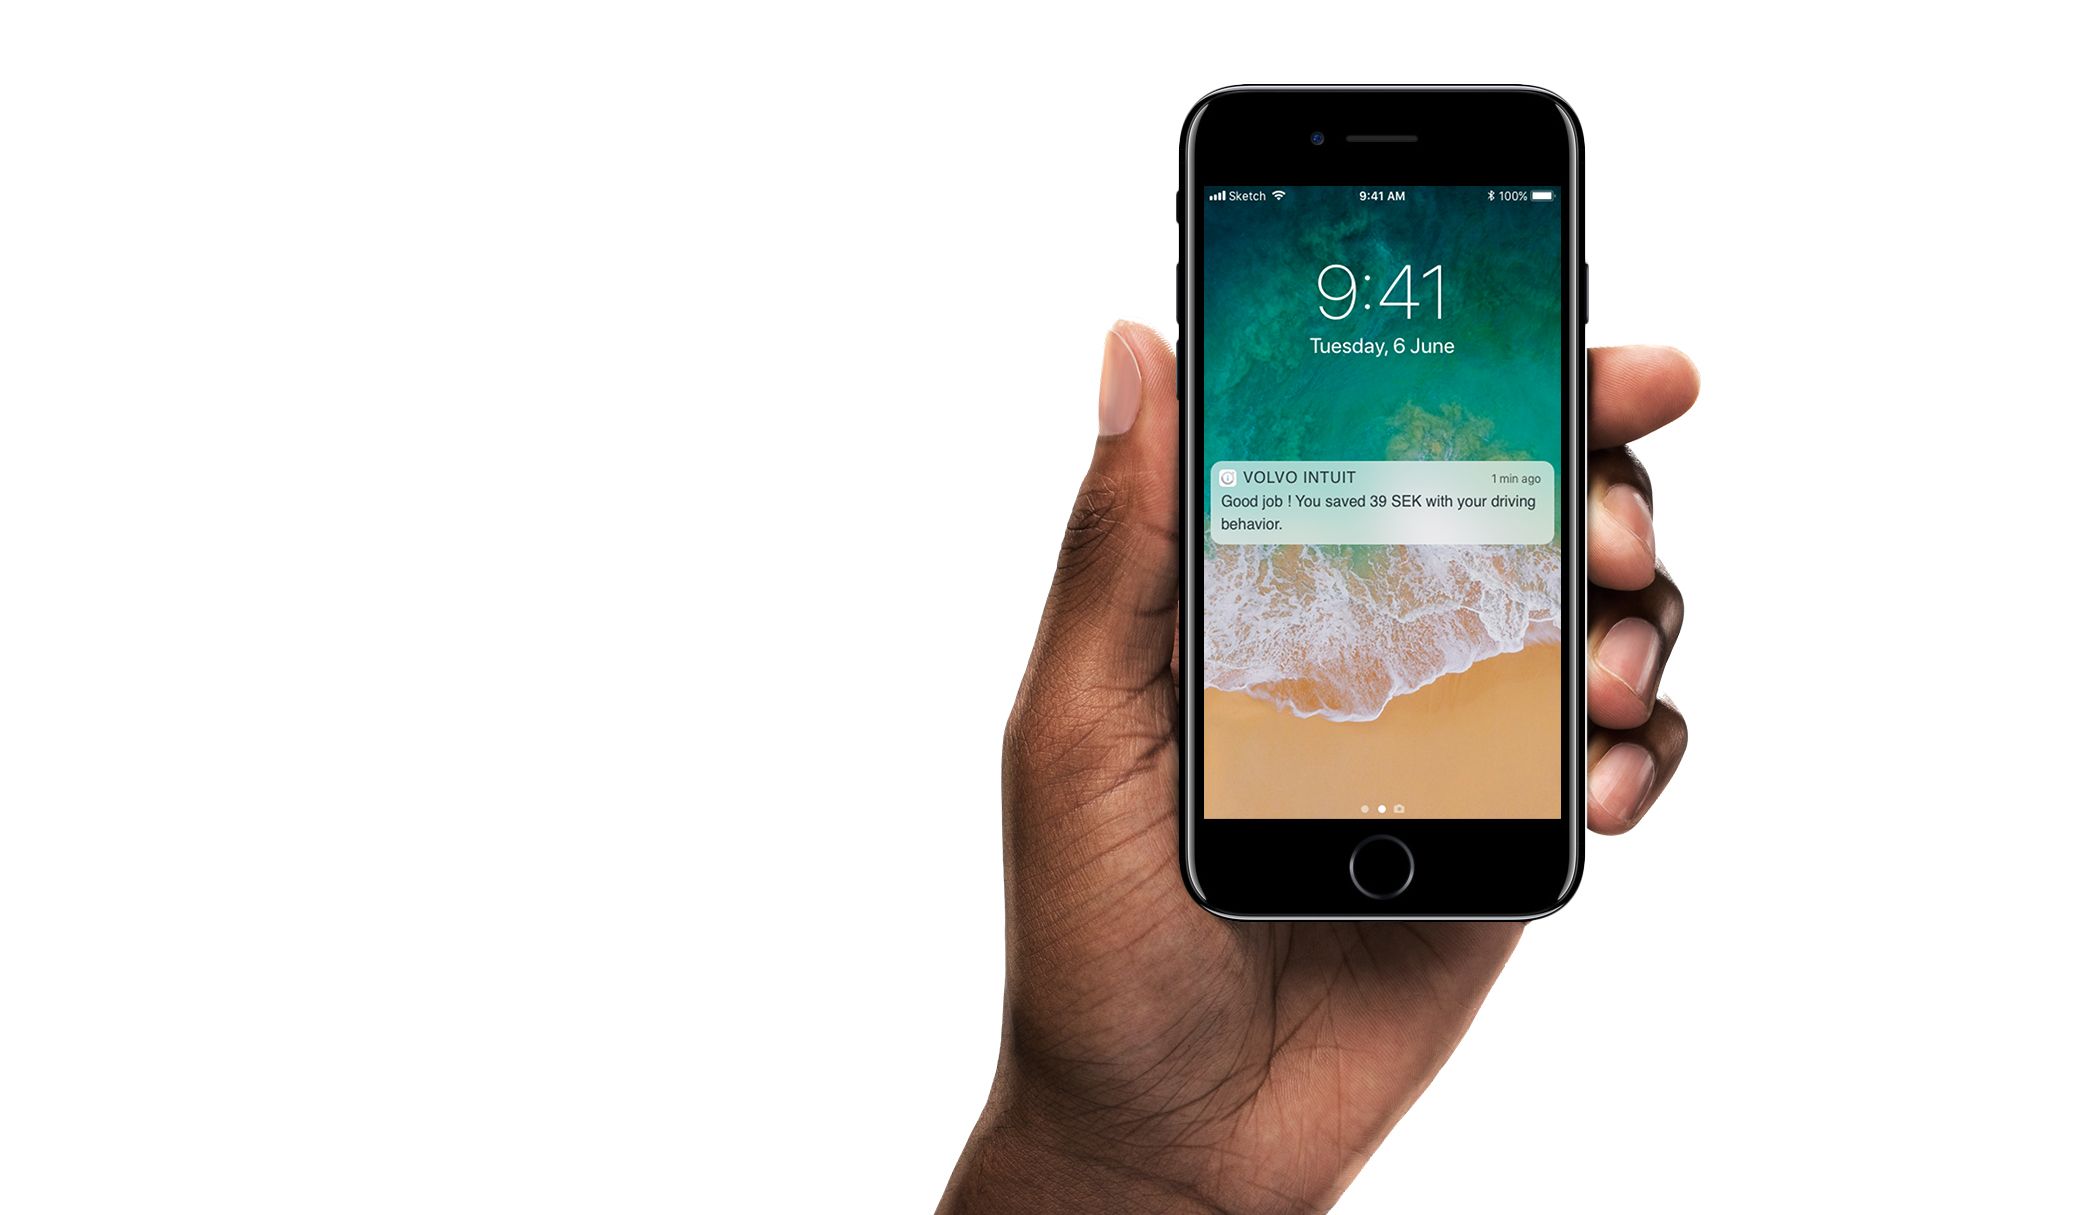 Sketch 9:41 AM 100%
9:41
Tuesday, 6 June
VOLVO INTUIT 1 min ago
Good job ! You saved 39 SEK with your driving
behavior.